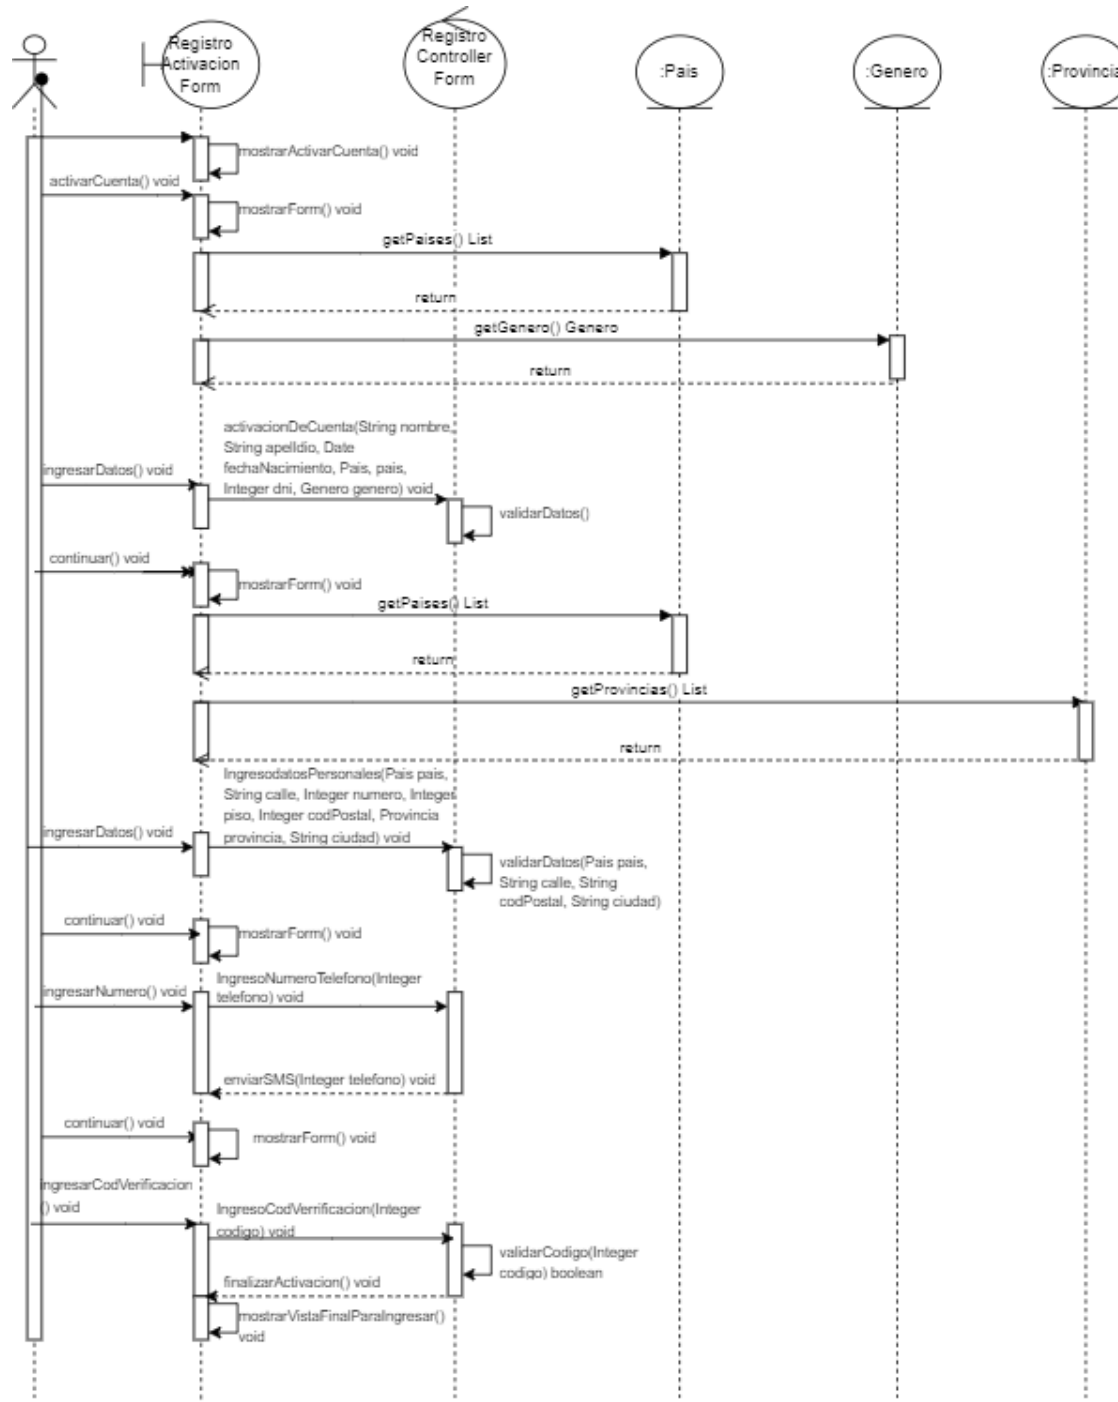 Registro
Activacion
Form
Registro
Controller
Form
:Pais
:Genero
:Provincia
mostrarActivarCuenta() void
activarCuenta() void
mostrarForm() void
getPaises() List
return
getGenero() Genero
return
activacionDeCuenta(String nombre,
String apelldio, Date
fechaNacimiento, Pais, pais,
Integer dni, Genero genero) void
ingresarDatos() void
validarDatos()
continuar() void
mostrarForm() void
getPaises() List
return
getProvincias() List
return
IngresodatosPersonales(Pais pais,
String calle, Integer numero, Integer
piso, Integer codPostal, Provincia
provincia, String ciudad) void
ingresarDatos() void
validarDatos(Pais pais,
String calle, String
codPostal, String ciudad)
continuar() void
mostrarForm() void
IngresoNumeroTelefono(Integer
telefono) void
ingresarNumero() void
enviarSMS(Integer telefono) void
continuar() void
mostrarForm() void
ingresarCodVerificacion
() void
IngresoCodVerrificacion(Integer
codigo) void
validarCodigo(Integer
codigo) boolean
finalizarActivacion() void
mostrarVistaFinalParaIngresar()
void